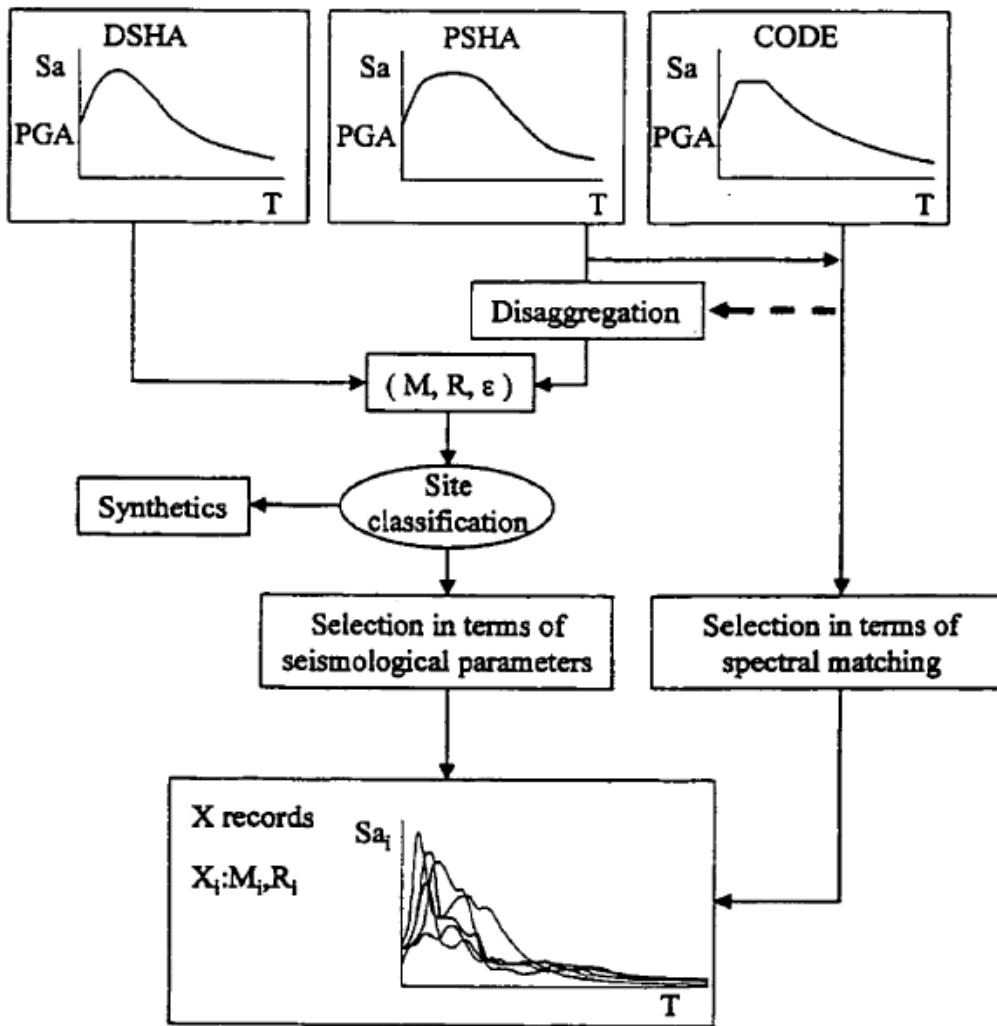 DSHA
Sa
PGA
T
PSHA
Sa
PGA
T
CODE
Sa
PGA
T
Disaggregation
( M, R, ε )
Site
classification
Synthetics
Selection in terms of
seismological parameters
Selection in terms of
spectral matching
X records
Xᵢ:Mᵢ,Rᵢ
Saᵢ
T